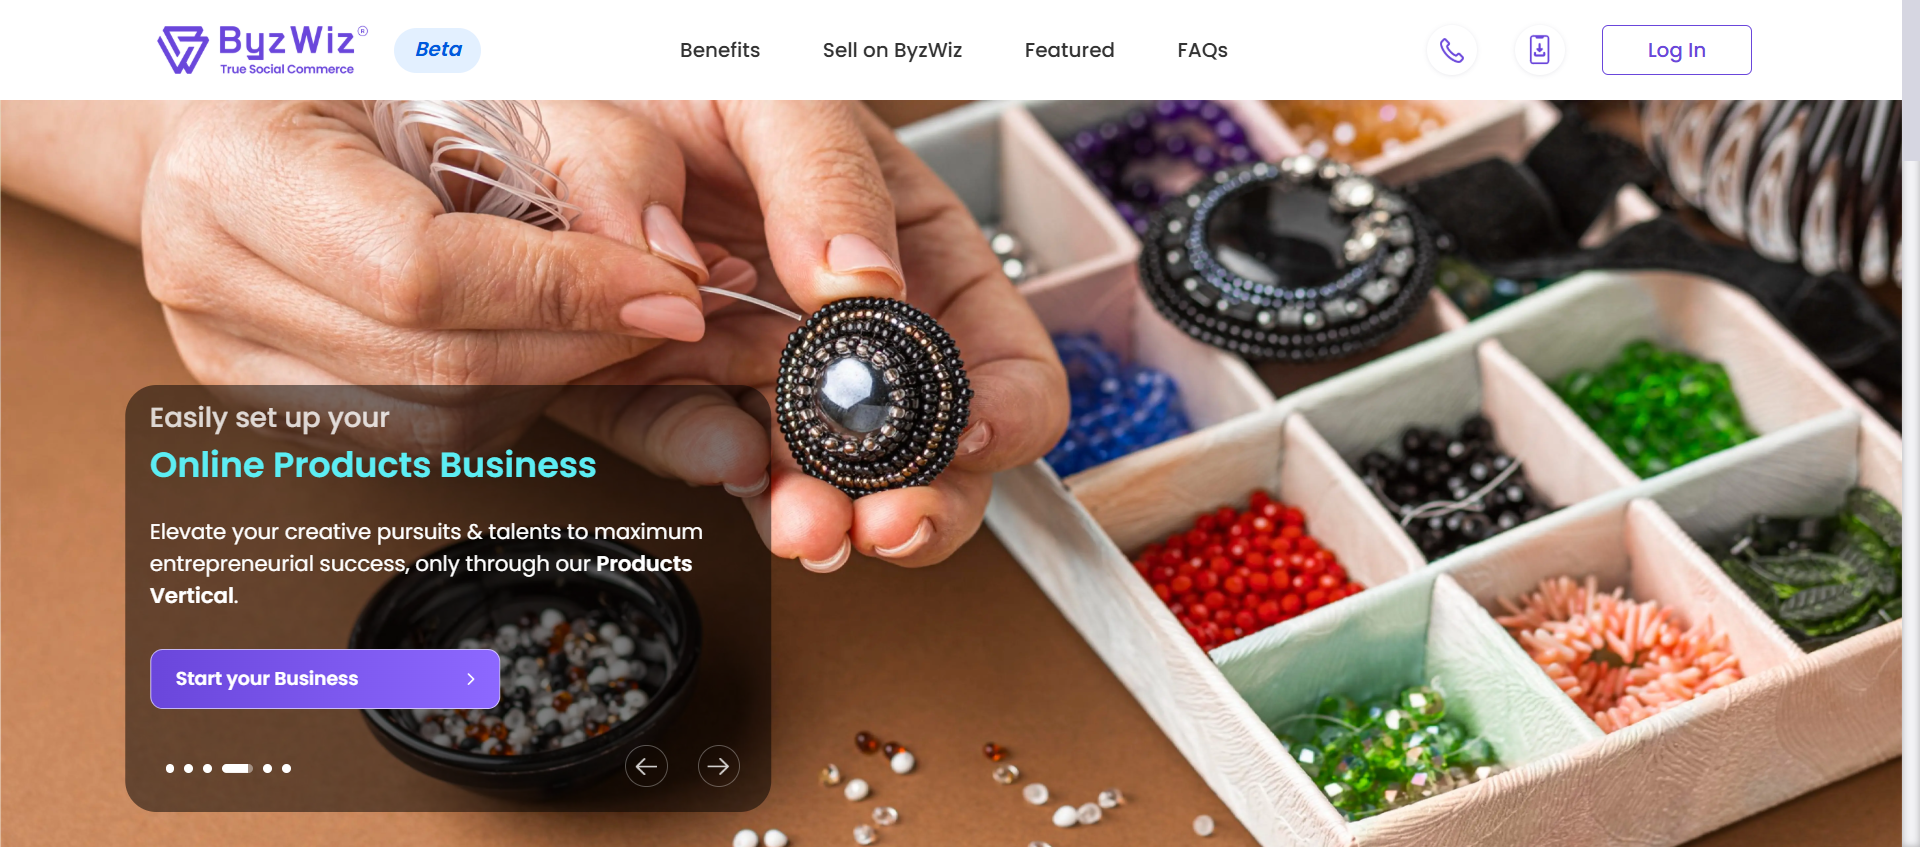 ByzWiz®
True Social Commerce
Beta
Benefits
Sell on ByzWiz
Featured
FAQs
Log In
Easily set up your
Online Products Business
Elevate your creative pursuits & talents to maximum
entrepreneurial success, only through our Products
Vertical.
Start your Business